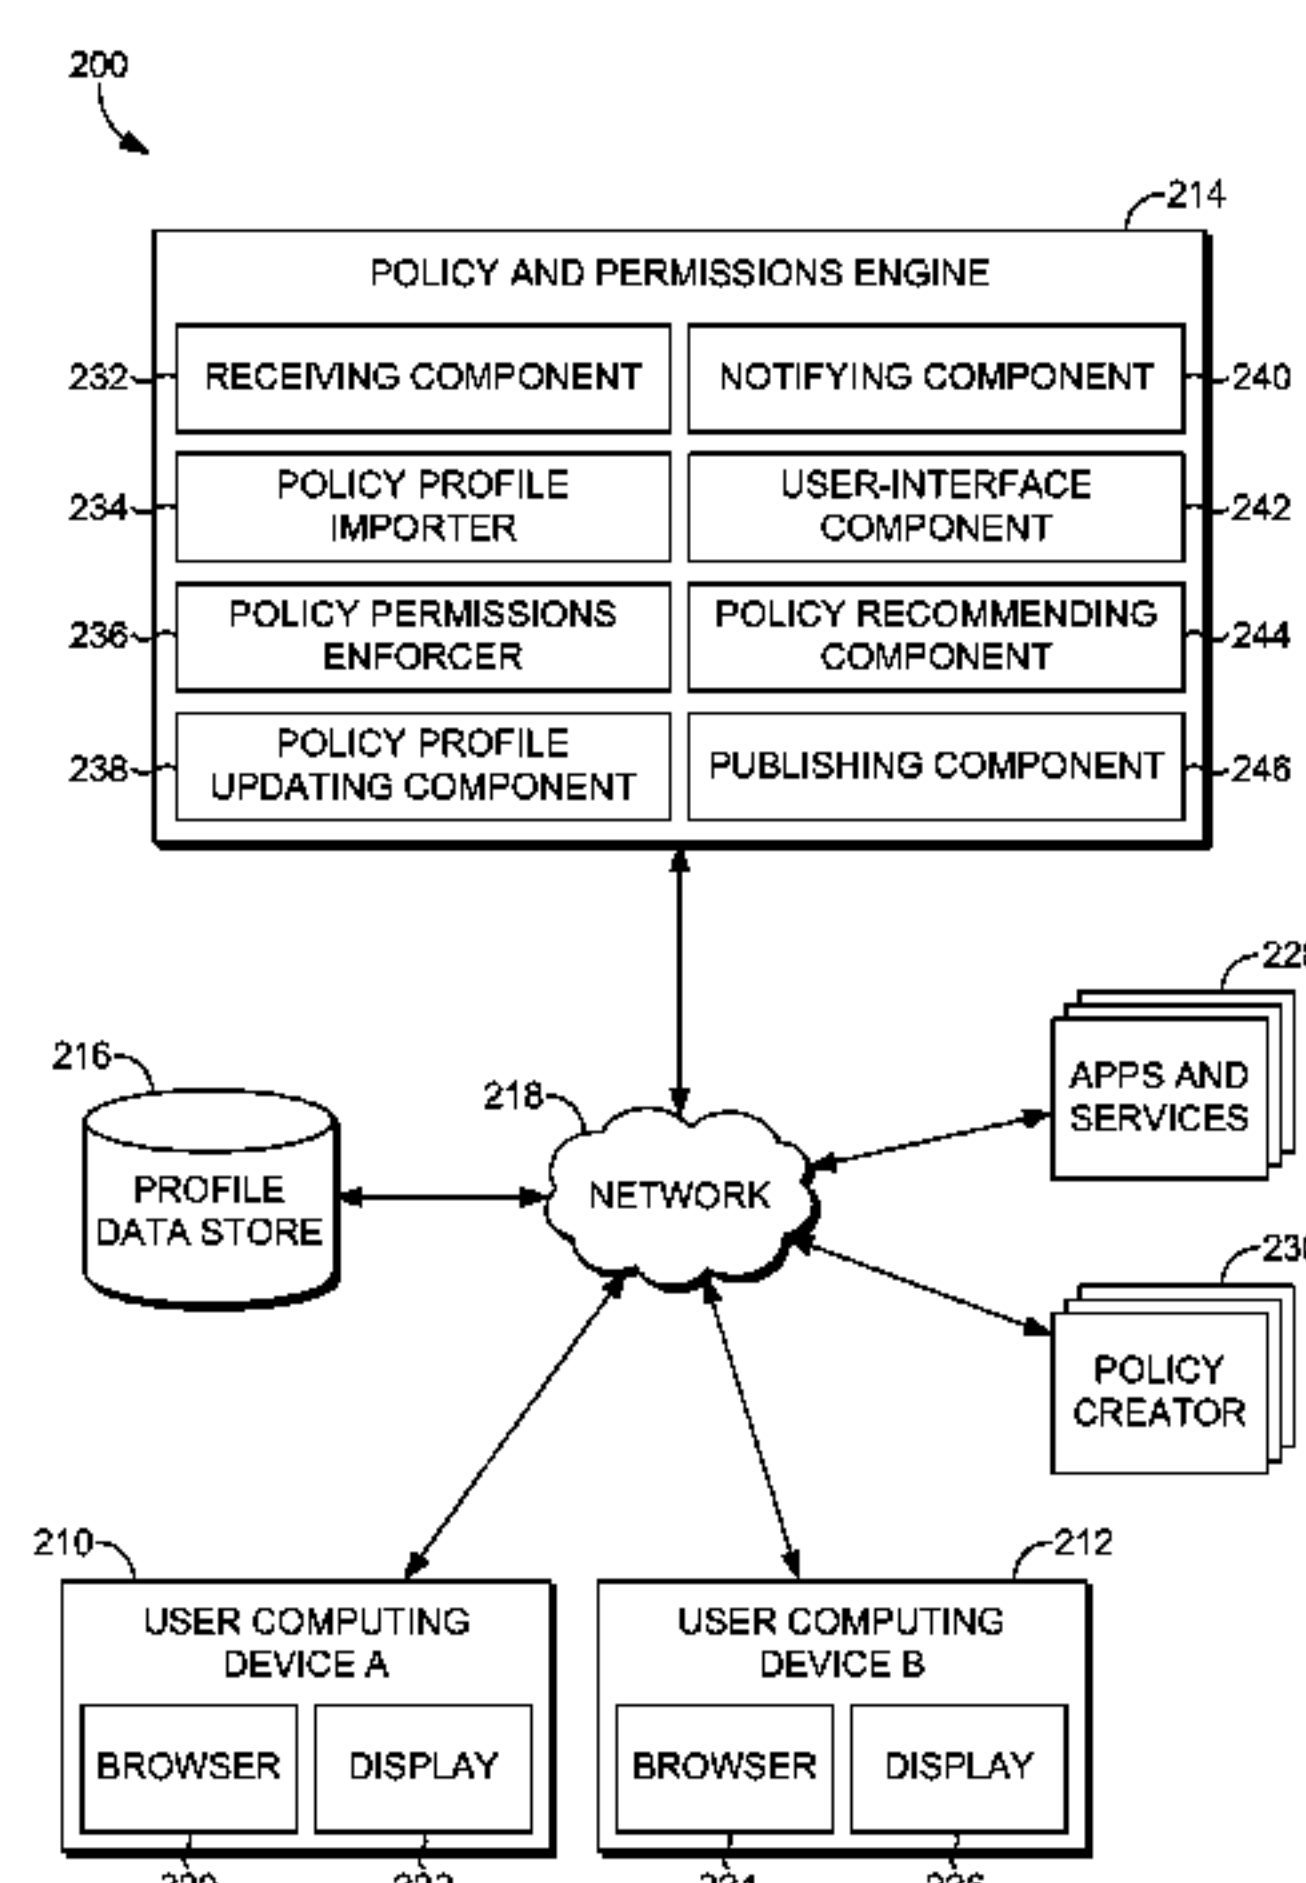 200
214
POLICY AND PERMISSIONS ENGINE
232
RECEIVING COMPONENT
NOTIFYING COMPONENT
240
234
POLICY PROFILE
IMPORTER
USER-INTERFACE
COMPONENT
242
236
POLICY PERMISSIONS
ENFORCER
POLICY RECOMMENDING
COMPONENT
244
238
POLICY PROFILE
UPDATING COMPONENT
PUBLISHING COMPONENT
246
228
APPS AND
SERVICES
216
PROFILE
DATA STORE
218
NETWORK
230
POLICY
CREATOR
210
USER COMPUTING
DEVICE A
BROWSER
DISPLAY
212
USER COMPUTING
DEVICE B
BROWSER
DISPLAY